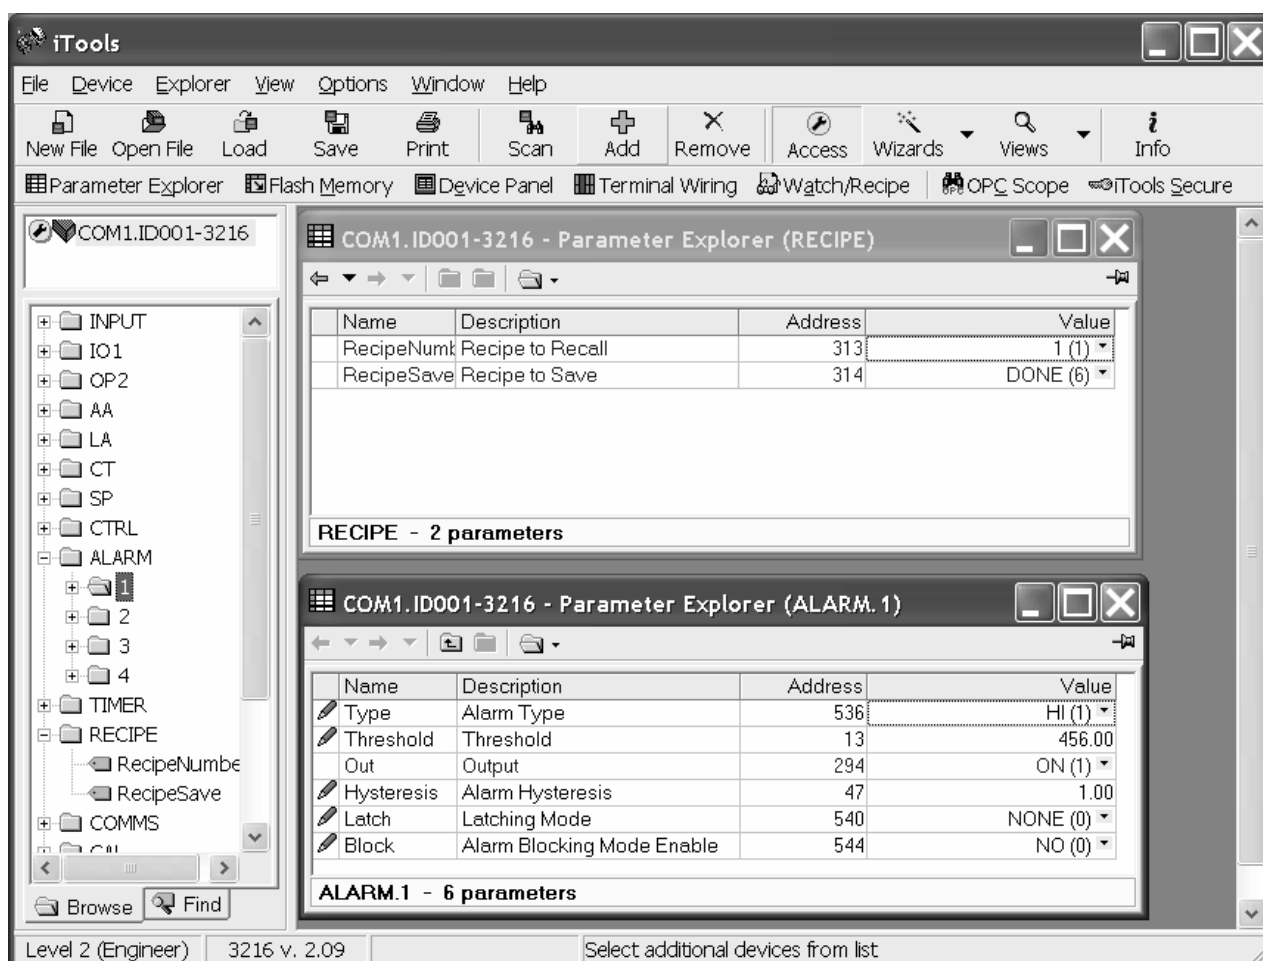 iTools
File Device Explorer View Options Window Help
New File Open File Load Save Print Scan Add Remove Access Wizards Views Info
Parameter Explorer Flash Memory Device Panel Terminal Wiring Watch/Recipe OPC Scope iTools Secure
COM1.ID001-3216
INPUT
IO1
OP2
AA
LA
CT
SP
CTRL
ALARM
1
2
3
4
TIMER
RECIPE
RecipeNumbe
RecipeSave
COMMS
Browse Find
COM1.ID001-3216 - Parameter Explorer (RECIPE)
Name Description Address Value
RecipeNumb Recipe to Recall 313 1 (1)
RecipeSave Recipe to Save 314 DONE (6)
RECIPE - 2 parameters
COM1.ID001-3216 - Parameter Explorer (ALARM.1)
Name Description Address Value
Type Alarm Type 536 HI (1)
Threshold Threshold 13 456.00
Out Output 294 ON (1)
Hysteresis Alarm Hysteresis 47 1.00
Latch Latching Mode 540 NONE (0)
Block Alarm Blocking Mode Enable 544 NO (0)
ALARM.1 - 6 parameters
Level 2 (Engineer) 3216 v. 2.09 Select additional devices from list